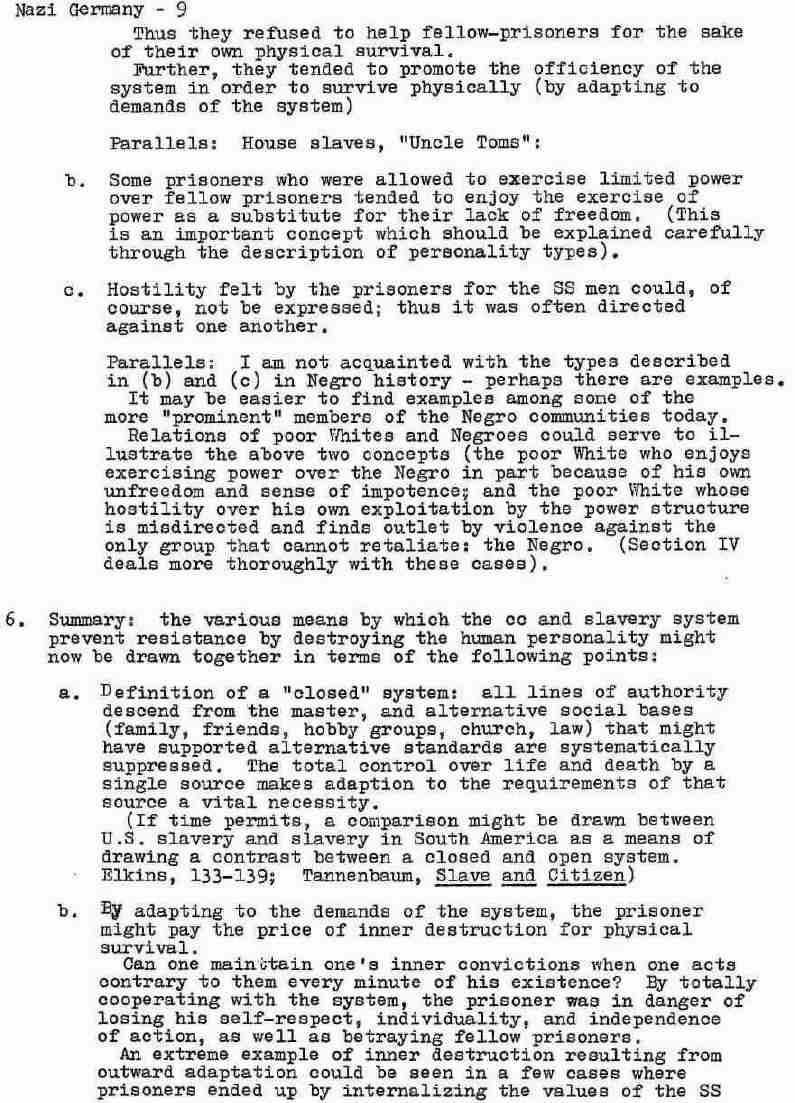 Nazi Germany - 9
Thus they refused to help fellow-prisoners for the sake
of their own physical survival.
Further, they tended to promote the officiency of the
system in order to survive physically (by adapting to
demands of the system)
Parallels: House slaves, "Uncle Toms":
b. Some prisoners who were allowed to exercise limited power
over fellow prisoners tended to enjoy the exercise of
power as a substitute for their lack of freedom. (This
is an important concept which should be explained carefully
through the description of personality types).
c. Hostility felt by the prisoners for the SS men could, of
course, not be expressed; thus it was often directed
against one another.
Parallels: I am not acquainted with the types described
in (b) and (c) in Negro history - perhaps there are examples.
It may be easier to find examples among some of the
more "prominent" members of the Negro communities today.
Relations of poor Whites and Negroes could serve to il-
lustrate the above two concepts (the poor White who enjoys
exercising power over the Negro in part because of his own
unfreedom and sense of impotence; and the poor White whose
hostility over his own exploitation by the power structure
is misdirected and finds outlet by violence against the
only group that cannot retaliate: the Negro. (Section IV
deals more thoroughly with these cases).
6. Summary: the various means by which the cc and slavery system
prevent resistance by destroying the human personality might
now be drawn together in terms of the following points:
a. Definition of a "closed" system: all lines of authority
descend from the master, and alternative social bases
(family, friends, hobby groups, church, law) that might
have supported alternative standards are systematically
suppressed. The total control over life and death by a
single source makes adaption to the requirements of that
source a vital necessity.
(If time permits, a comparison might be drawn between
U.S. slavery and slavery in South America as a means of
drawing a contrast between a closed and open system.
Elkins, 133-139; Tannenbaum, Slave and Citizen)
b. By adapting to the demands of the system, the prisoner
might pay the price of inner destruction for physical
survival.
Can one maintain one's inner convictions when one acts
contrary to them every minute of his existence? By totally
cooperating with the system, the prisoner was in danger of
losing his self-respect, individuality, and independence
of action, as well as betraying fellow prisoners.
An extreme example of inner destruction resulting from
outward adaptation could be seen in a few cases where
prisoners ended up by internalizing the values of the SS